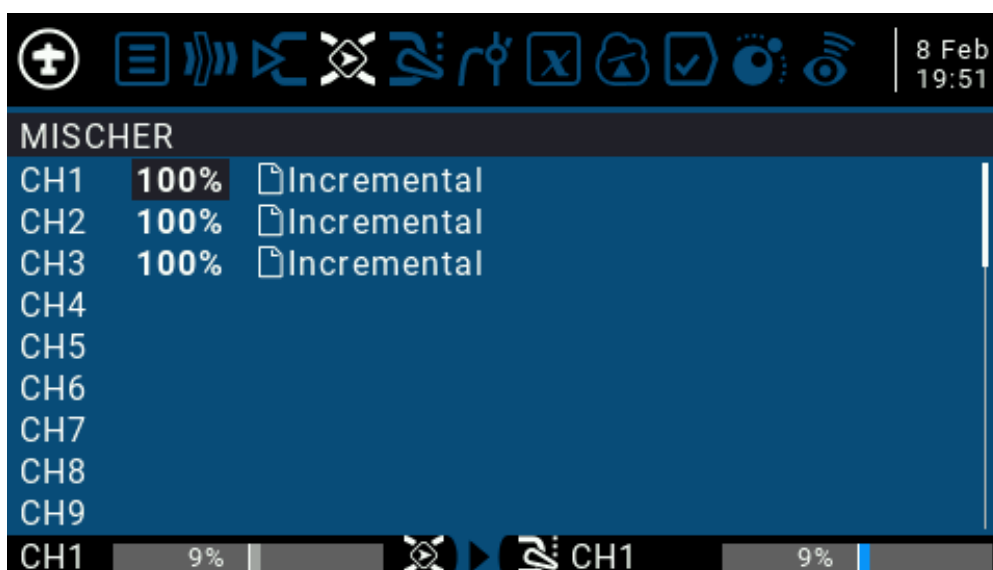 8 Feb
19:51
MISCHER
CH1 100% Incremental
CH2 100% Incremental
CH3 100% Incremental
CH4
CH5
CH6
CH7
CH8
CH9
CH1 9% CH1 9%